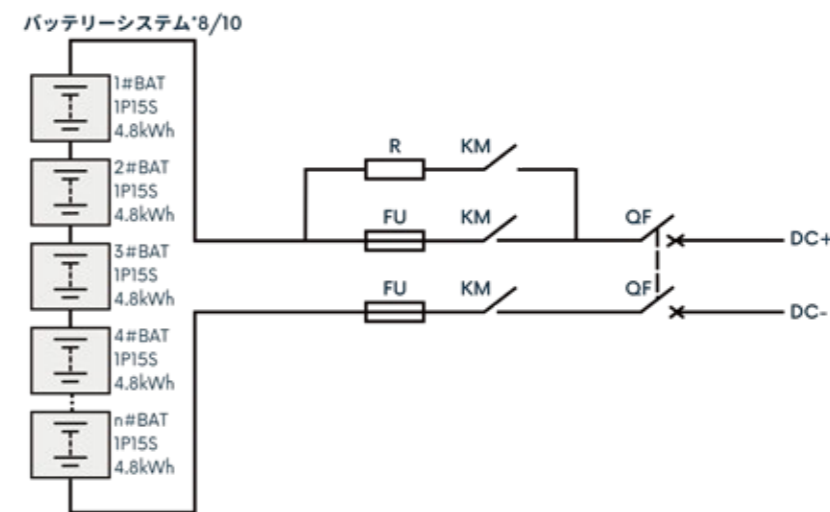 バッテリーシステム*8/10
1#BAT
1P15S
4.8kWh
2#BAT
1P15S
4.8kWh
3#BAT
1P15S
4.8kWh
4#BAT
1P15S
4.8kWh
n#BAT
1P15S
4.8kWh
R KM
FU KM QF DC+
FU KM QF DC-